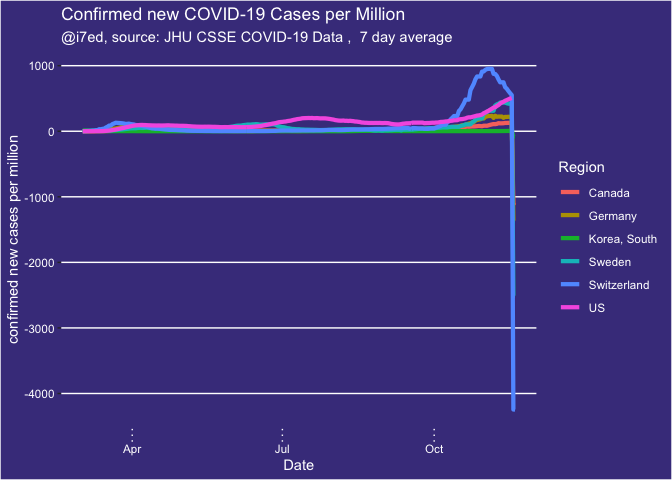 Confirmed new COVID-19 Cases per Million
@i7ed, source: JHU CSSE COVID-19 Data ,  7 day average
confirmed new cases per million
1000
0
-1000
-2000
-3000
-4000
Apr
Jul
Oct
Date
Region
Canada
Germany
Korea, South
Sweden
Switzerland
US